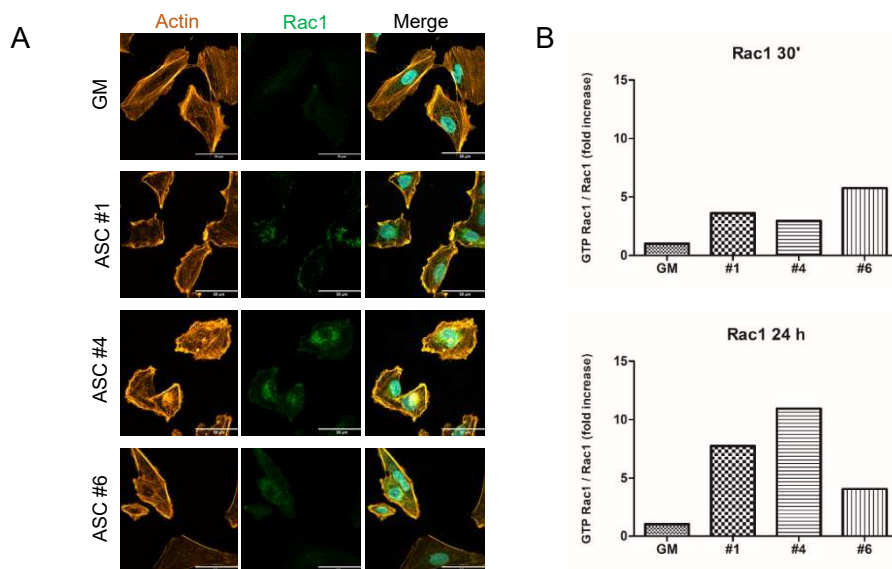 A
Actin Rac1 Merge
GM
ASC #1
ASC #4
ASC #6
B
Rac1 30'
GTP Rac1 / Rac1 (fold increase)
15
10
5
0
GM #1 #4 #6
Rac1 24 h
GTP Rac1 / Rac1 (fold increase)
15
10
5
0
GM #1 #4 #6